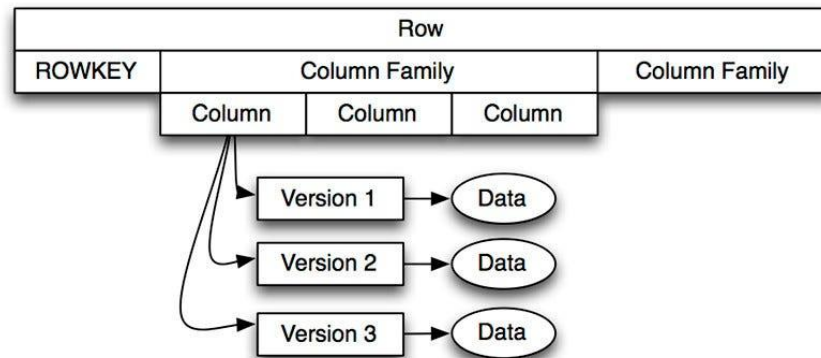 Row
ROWKEY Column Family Column Family
Column Column Column
Version 1 Data
Version 2 Data
Version 3 Data